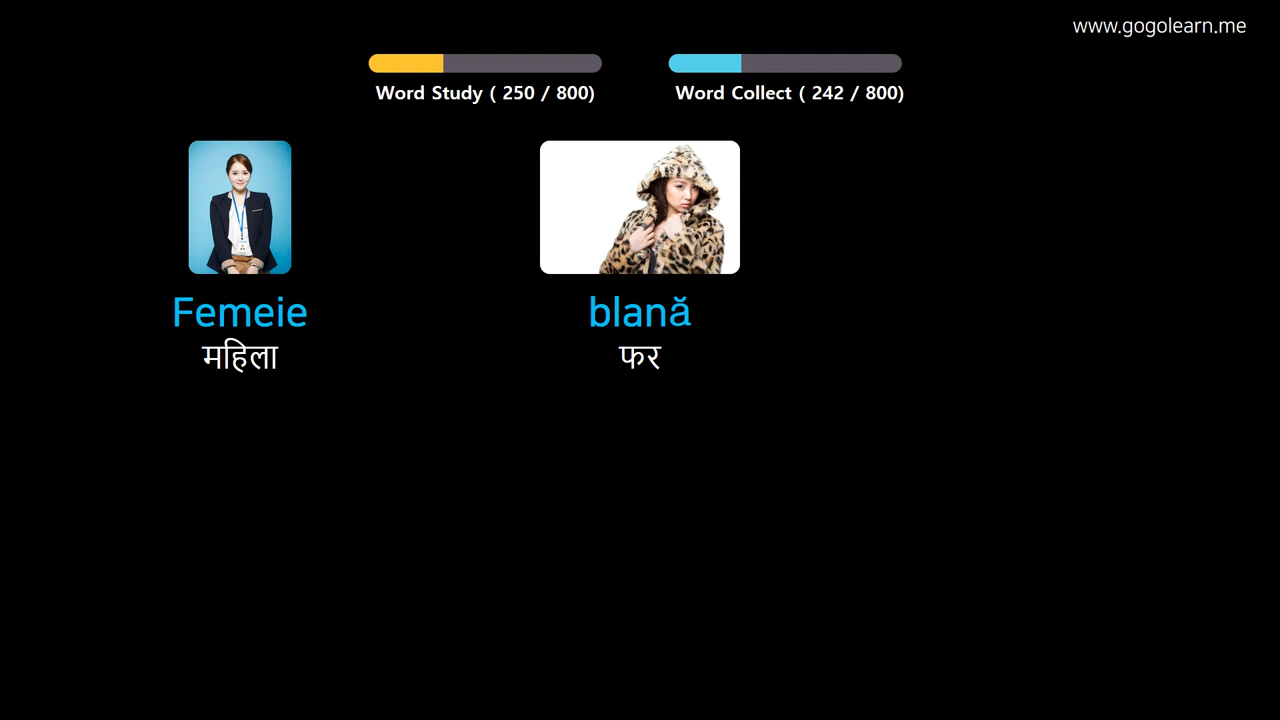 www.gogolearn.me
Word Study ( 250 / 800)
Word Collect ( 242 / 800)
Femeie
महिला
blană
फर